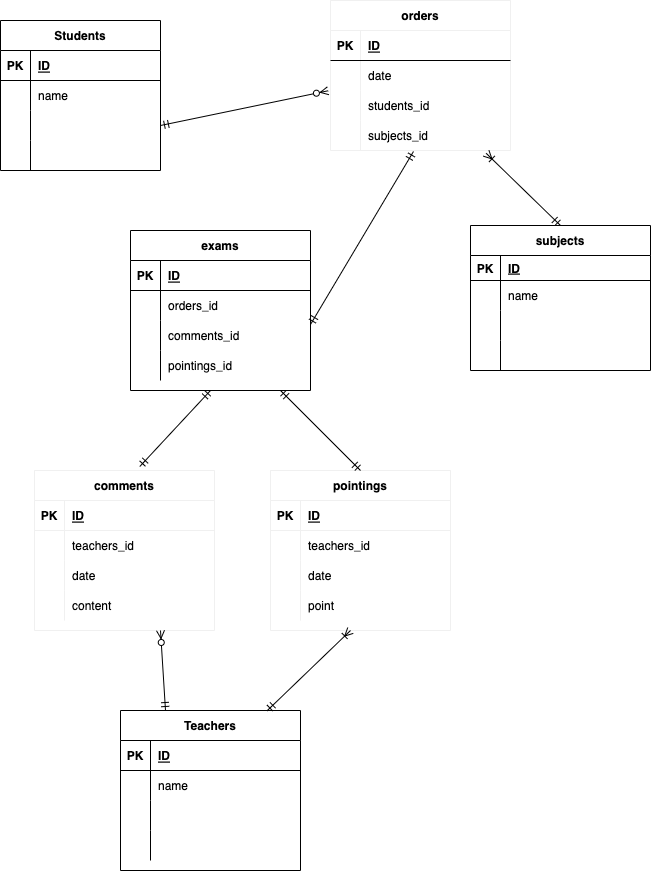 Students
PK ID
name
orders
PK ID
date
students_id
subjects_id
exams
PK ID
orders_id
comments_id
pointings_id
subjects
PK ID
name
comments
PK ID
teachers_id
date
content
pointings
PK ID
teachers_id
date
point
Teachers
PK ID
name